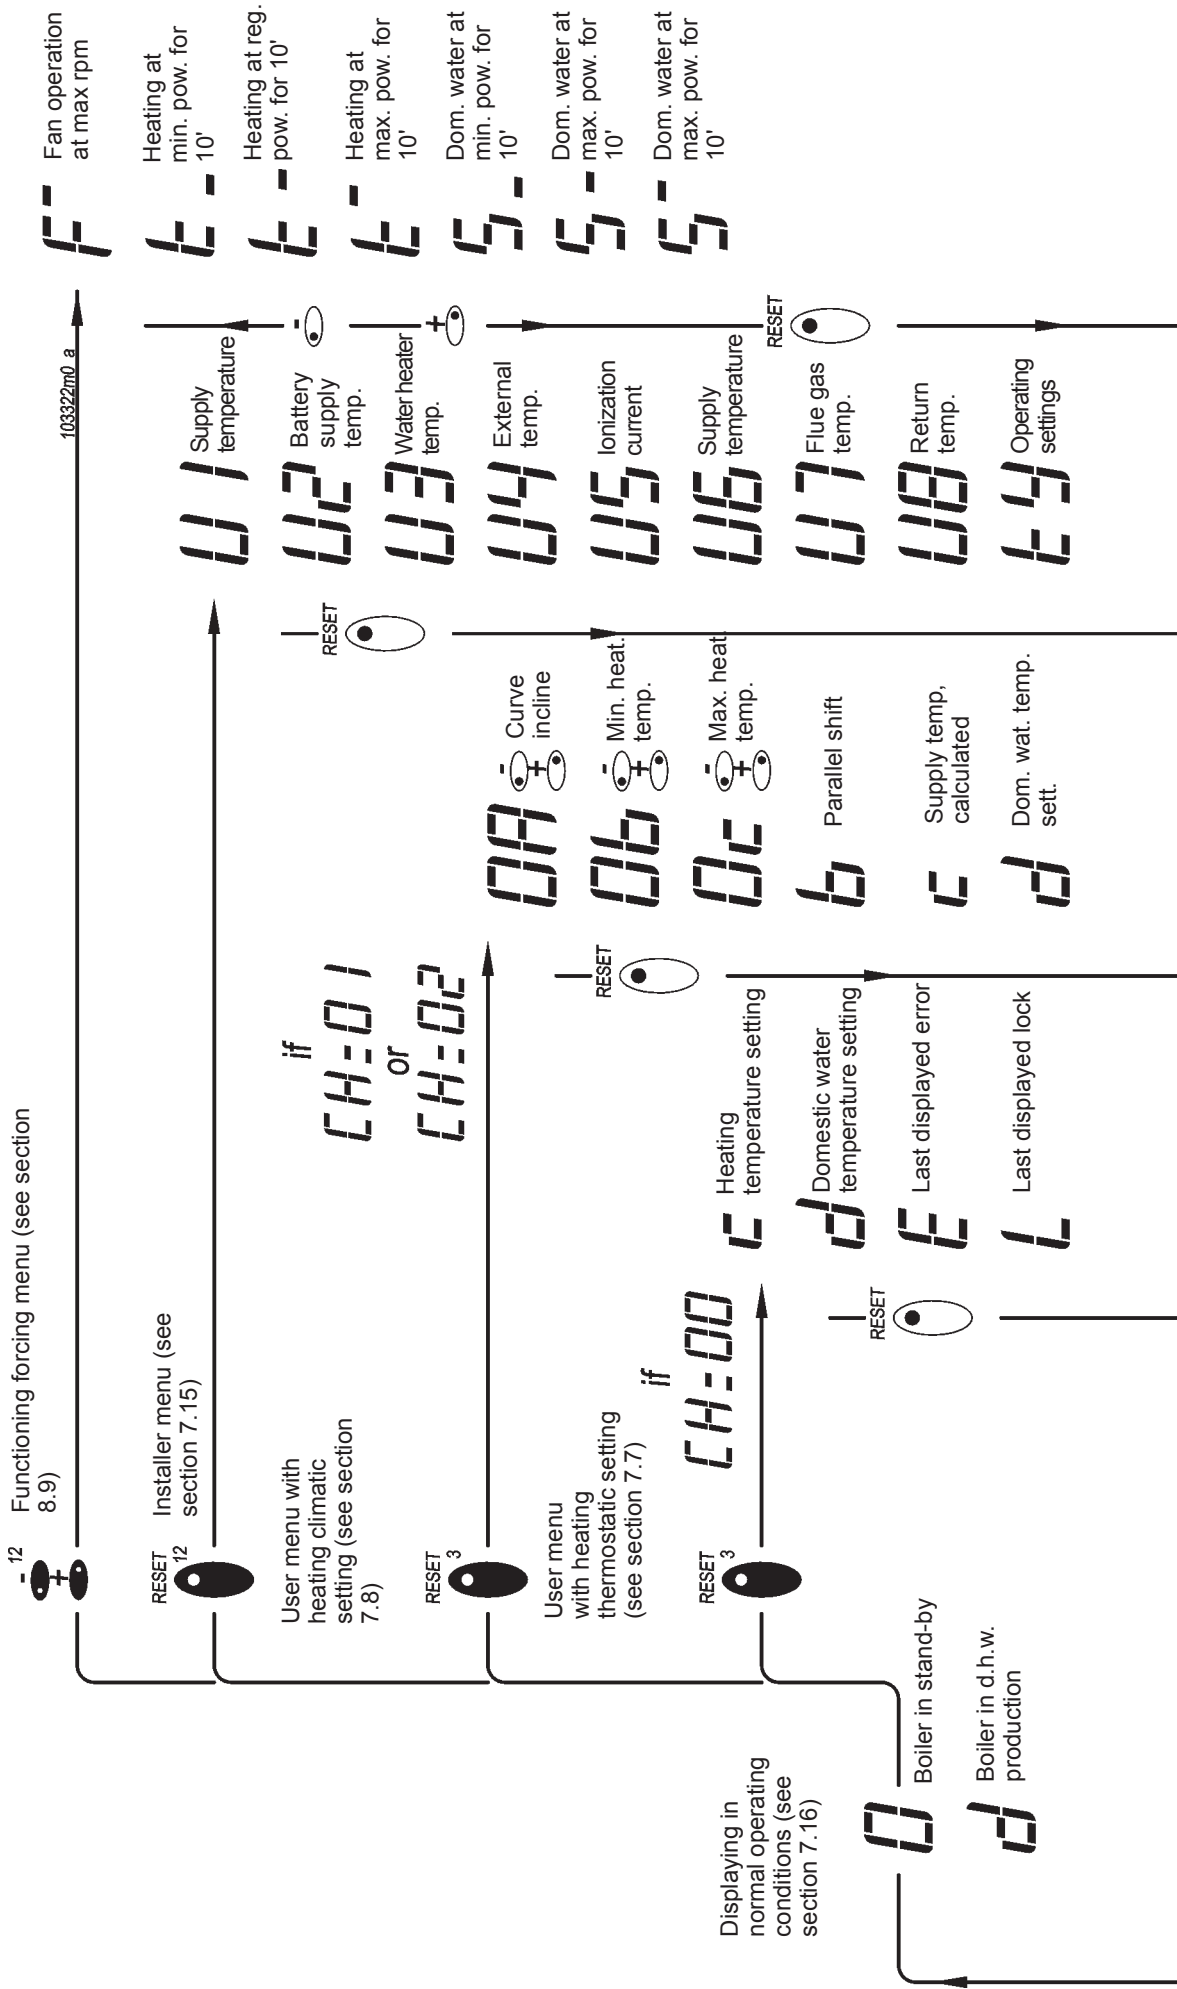 Displaying in
normal operating
conditions (see
section 7.16)
0 Boiler in stand-by
d Boiler in d.h.w.
production
- 12
+
Functioning forcing menu (see section
8.9)
RESET 12
Installer menu (see
section 7.15)
User menu with
heating climatic
setting (see section
7.8)
RESET 3
User menu
with heating
thermostatic setting
(see section 7.7)
RESET 3
if
CH:00
c Heating
temperature setting
d Domestic water
temperature setting
E Last displayed error
L Last displayed lock
RESET
if
CH:01
or
CH:02
0A - + Curve
incline
0b - + Min. heat.
temp.
0c - + Max. heat.
temp.
b Parallel shift
c Supply temp,
calculated
d Dom. wat. temp.
sett.
RESET
U1 Supply
temperature
U2 Battery
supply
temp.
U3 Water heater
temp.
U4 External
temp.
U5 Ionization
current
U6 Supply
temperature
U7 Flue gas
temp.
U8 Return
temp.
t4 Operating
settings
RESET
103322m0_a
F- Fan operation
at max rpm
t- Heating at
min. pow. for
10'
t- Heating at reg.
pow. for 10'
t- Heating at
max. pow. for
10'
S- Dom. water at
min. pow. for
10'
S- Dom. water at
max. pow. for
10'
S- Dom. water at
max. pow. for
10'
-
+
RESET